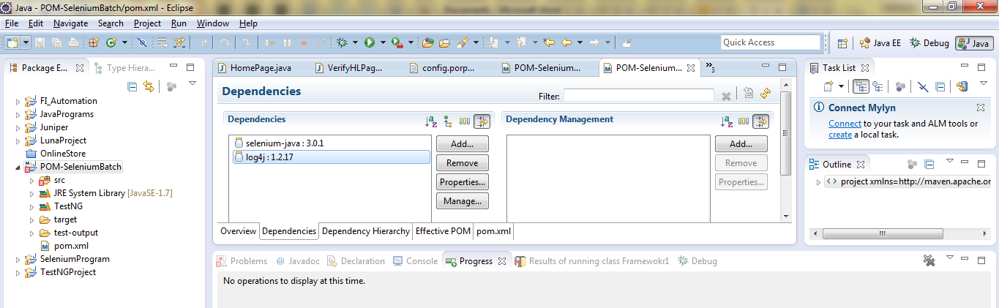 Java - POM-SeleniumBatch/pom.xml - Eclipse
File Edit Navigate Search Project Run Window Help
Quick Access
Java EE Debug Java
Package E... Type Hiera...
FJ_Automation
JavaPrograms
Juniper
LunaProject
OnlineStore
POM-SeleniumBatch
src
JRE System Library [JavaSE-1.7]
TestNG
target
test-output
pom.xml
SeleniumProgram
TestNGProject
HomePage.java VerifyHLPag... config.porp... POM-Selenium... POM-Selenium... »3
Dependencies
Filter:
Dependencies
selenium-java : 3.0.1
log4j : 1.2.17
Add...
Remove
Properties...
Manage...
Dependency Management
Add...
Remove
Properties...
Overview Dependencies Dependency Hierarchy Effective POM pom.xml
Problems Javadoc Declaration Console Progress Results of running class Framewokr1 Debug
No operations to display at this time.
Task List
Connect Mylyn
Connect to your task and ALM tools or
create a local task.
Outline
project xmlns=http://maven.apache.or